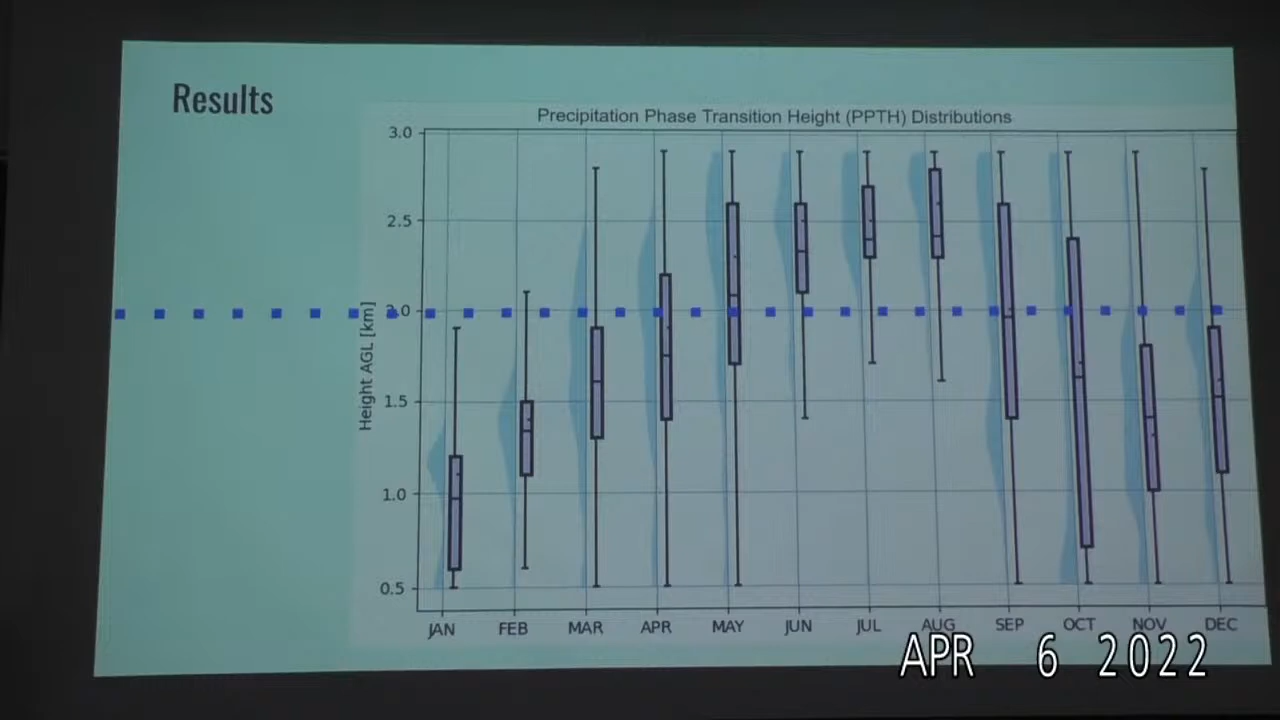 Results
Precipitation Phase Transition Height (PPTH) Distributions
3.0
2.5
2.0
1.5
1.0
0.5
Height AGL [km]
JAN FEB MAR APR MAY JUN JUL AUG SEP OCT NOV DEC
APR 6 2022